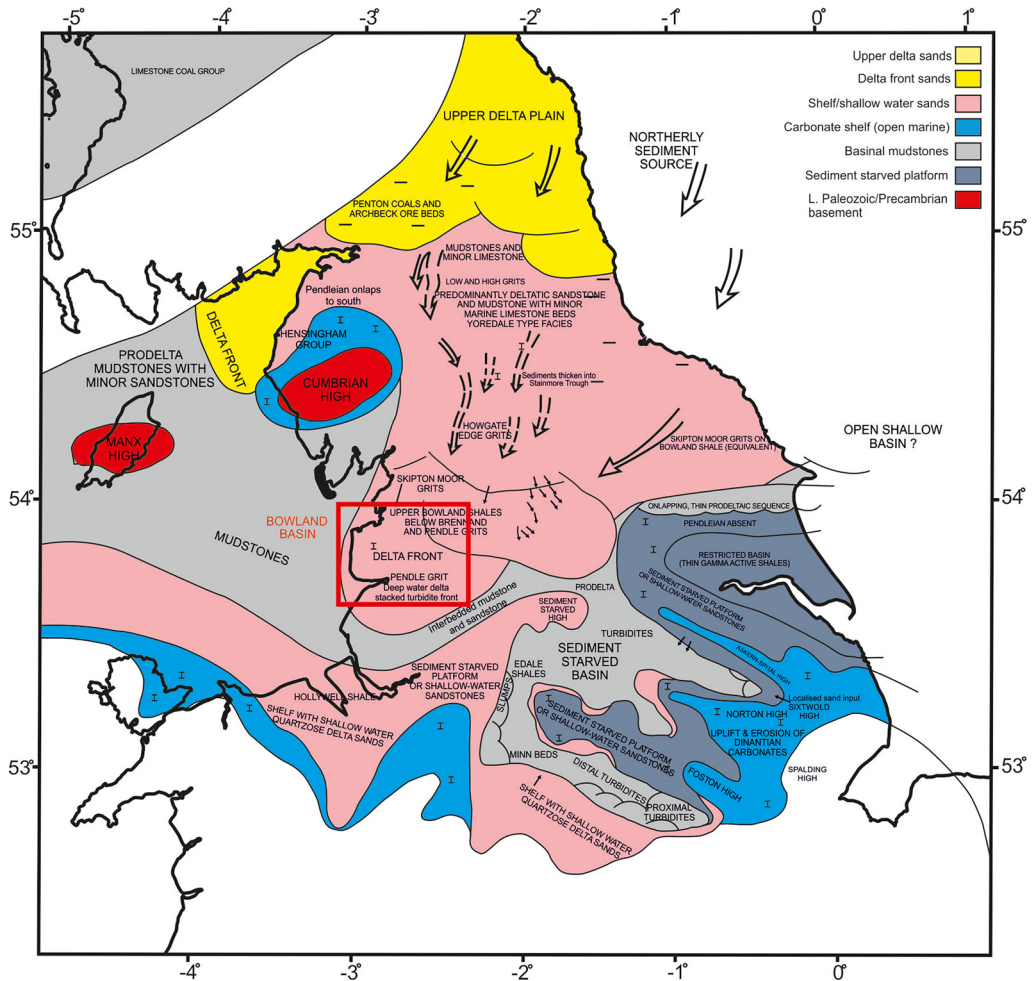 -5°
-4°
-3°
-2°
-1°
0°
1°
LIMESTONE COAL GROUP
UPPER DELTA PLAIN
NORTHERLY
SEDIMENT
SOURCE
Upper delta sands
Delta front sands
Shelf/shallow water sands
Carbonate shelf (open marine)
Basinal mudstones
Sediment starved platform
L. Paleozoic/Precambrian
basement
PENTON COALS AND
ARCHBECK ORE BEDS
55°
55°
MUDSTONES AND
MINOR LIMESTONE
LOW AND HIGH GRITS
PREDOMINANTLY DELTATIC SANDSTONE
AND MUDSTONE WITH MINOR
MARINE LIMESTONE BEDS
YOREDALE TYPE FACIES
Pendleian onlaps
to south
HENSINGHAM
GROUP
DELTA FRONT
PRODELTA
MUDSTONES WITH
MINOR SANDSTONES
CUMBRIAN
HIGH
Sediments thicken into
Stainmore Trough
MANX
HIGH
HOWGATE
EDGE GRITS
SKIPTON MOOR GRITS ON
BOWLAND SHALE (EQUIVALENT)
OPEN SHALLOW
BASIN ?
SKIPTON MOOR
GRITS
54°
54°
ONLAPPING, THIN PRODELTAIC SEQUENCE
PENDLEIAN ABSENT
UPPER BOWLAND SHALES
BELOW BRENNAND
AND PENDLE GRITS
BOWLAND
BASIN
MUDSTONES
DELTA FRONT
RESTRICTED BASIN
(THIN GAMMA ACTIVE SHALES)
PENDLE GRIT
Deep water delta
stacked turbidite front
PRODELTA
SEDIMENT STARVED PLATFORM
OR SHALLOW-WATER SANDSTONES
Interbedded mudstone
and sandstone
SEDIMENT
STARVED
HIGH
TURBIDITES
SEDIMENT
STARVED
BASIN
ASKERN-SPITAL HIGH
SEDIMENT STARVED
PLATFORM
OR SHALLOW-WATER
SANDSTONES
EDALE
SHALES
SLUMPS
HOLLYWELL SHALE
Localised sand input
SIXTWOLD
HIGH
NORTON HIGH
SHELF WITH SHALLOW WATER
QUARTZOSE DELTA SANDS
SEDIMENT STARVED PLATFORM
OR SHALLOW-WATER SANDSTONES
UPLIFT & EROSION OF
DINANTIAN
CARBONATES
MINN BEDS
DISTAL TURBIDITES
FOSTON HIGH
SPALDING
HIGH
53°
53°
SHELF WITH SHALLOW WATER
QUARTZOSE DELTA SANDS
PROXIMAL
TURBIDITES
-4°
-3°
-2°
-1°
0°